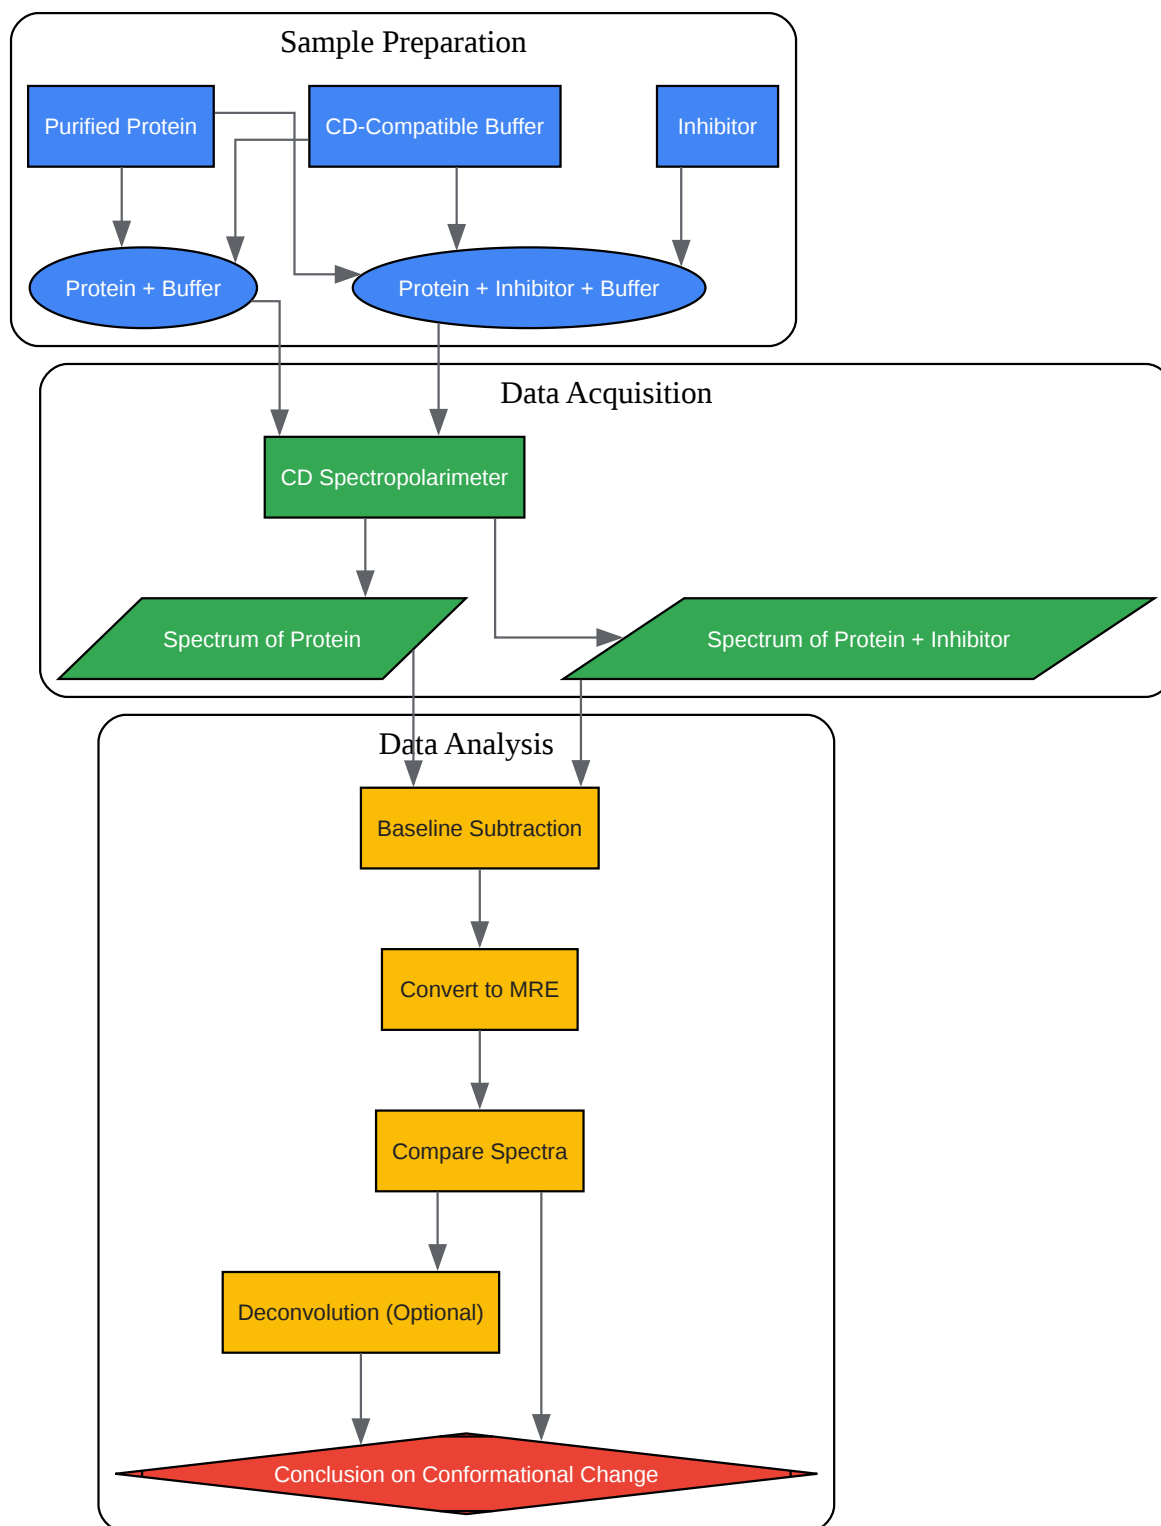 Sample Preparation
Purified Protein
CD-Compatible Buffer
Inhibitor
Protein + Buffer
Protein + Inhibitor + Buffer
Data Acquisition
CD Spectropolarimeter
Spectrum of Protein
Spectrum of Protein + Inhibitor
Data Analysis
Baseline Subtraction
Convert to MRE
Compare Spectra
Deconvolution (Optional)
Conclusion on Conformational Change